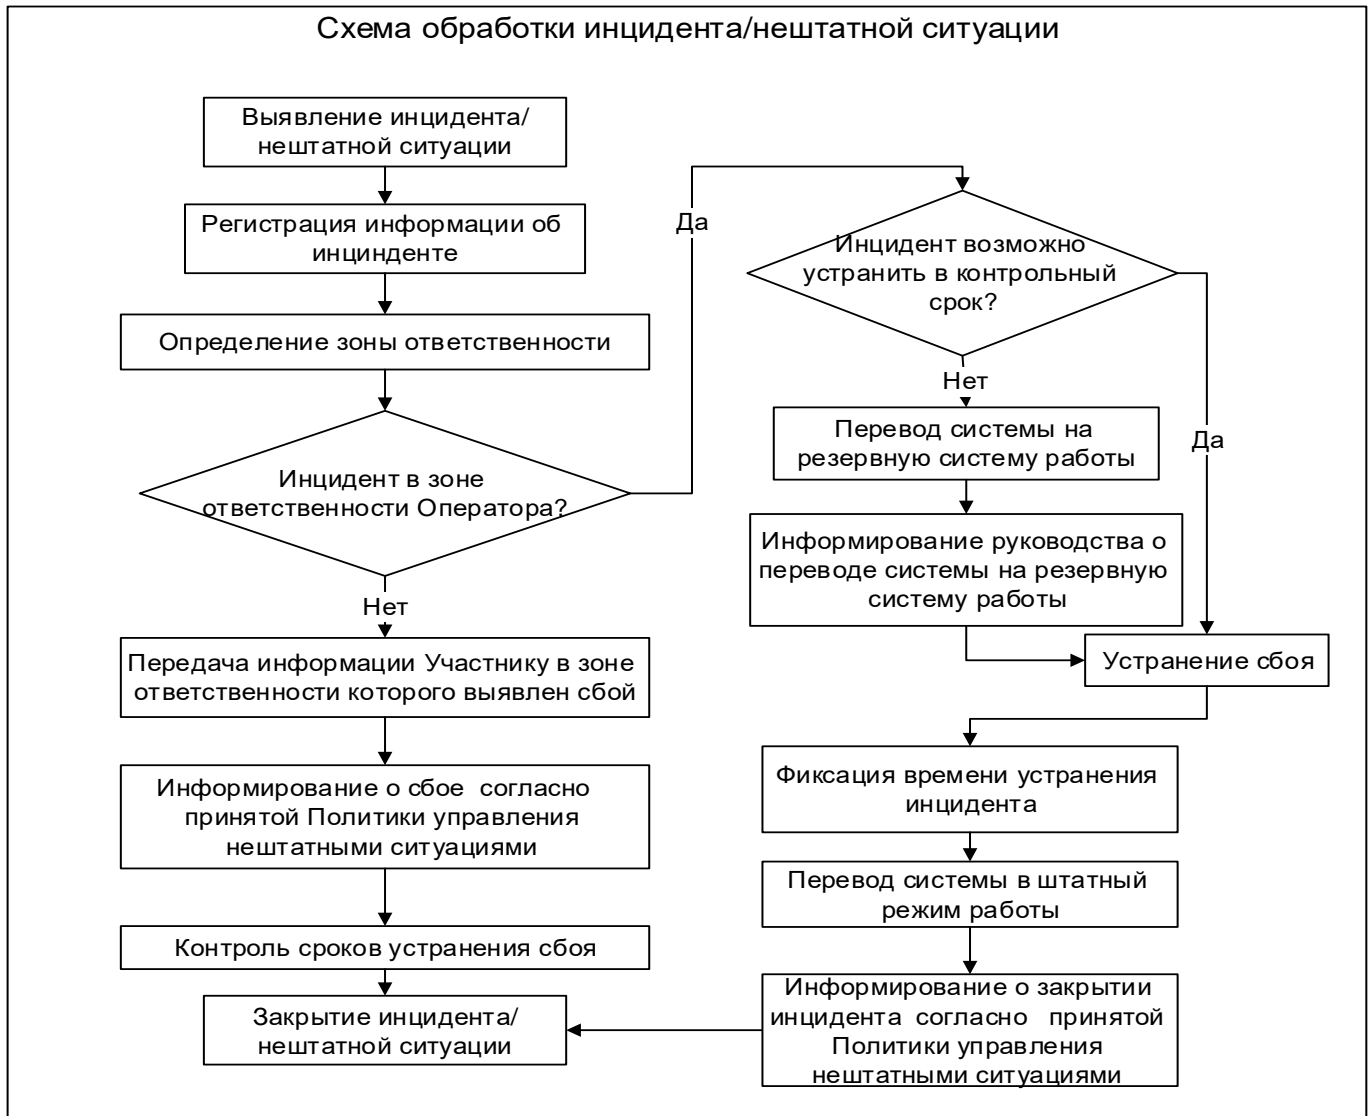 Схема обработки инцидента/нештатной ситуации
Выявление инцидента/
нештатной ситуации
Регистрация информации об
инцинденте
Определение зоны ответственности
Инцидент в зоне
ответственности Оператора?
Нет
Передача информации Участнику в зоне
ответственности которого выявлен сбой
Информирование о сбое согласно
принятой Политики управления
нештатными ситуациями
Контроль сроков устранения сбоя
Закрытие инцидента/
нештатной ситуации
Да
Инцидент возможно
устранить в контрольный
срок?
Нет
Перевод системы на
резервную систему работы
Информирование руководства о
переводе системы на резервную
систему работы
Да
Устранение сбоя
Фиксация времени устранения
инцидента
Перевод системы в штатный
режим работы
Информирование о закрытии
инцидента согласно принятой
Политики управления
нештатными ситуациями